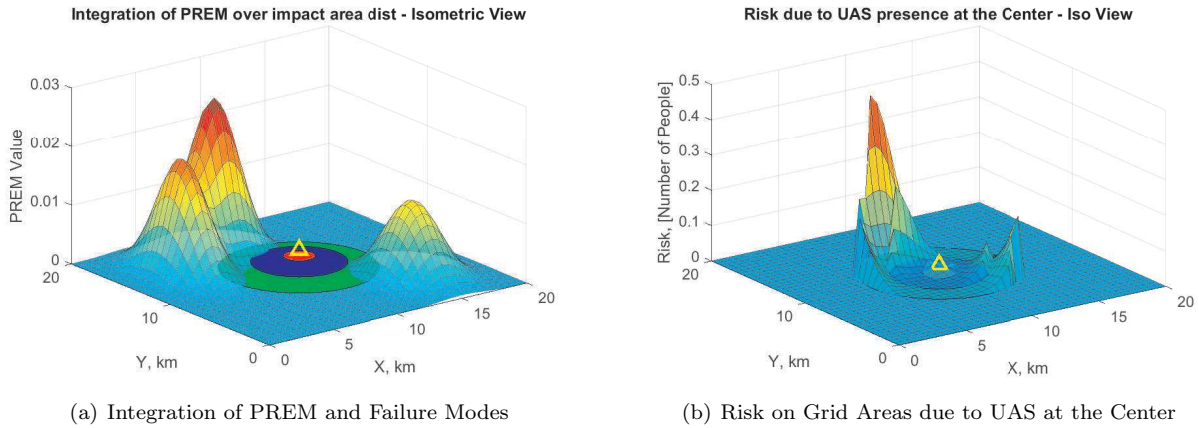 Integration of PREM over impact area dist - Isometric View
0.03
0.02
0.01
0
PREM Value
20
10
0
Y, km
0
5
10
15
20
X, km
(a) Integration of PREM and Failure Modes
Risk due to UAS presence at the Center - Iso View
0.5
0.4
0.3
0.2
0.1
0
Risk, [Number of People]
20
10
0
Y, km
0
5
10
15
20
X, km
(b) Risk on Grid Areas due to UAS at the Center